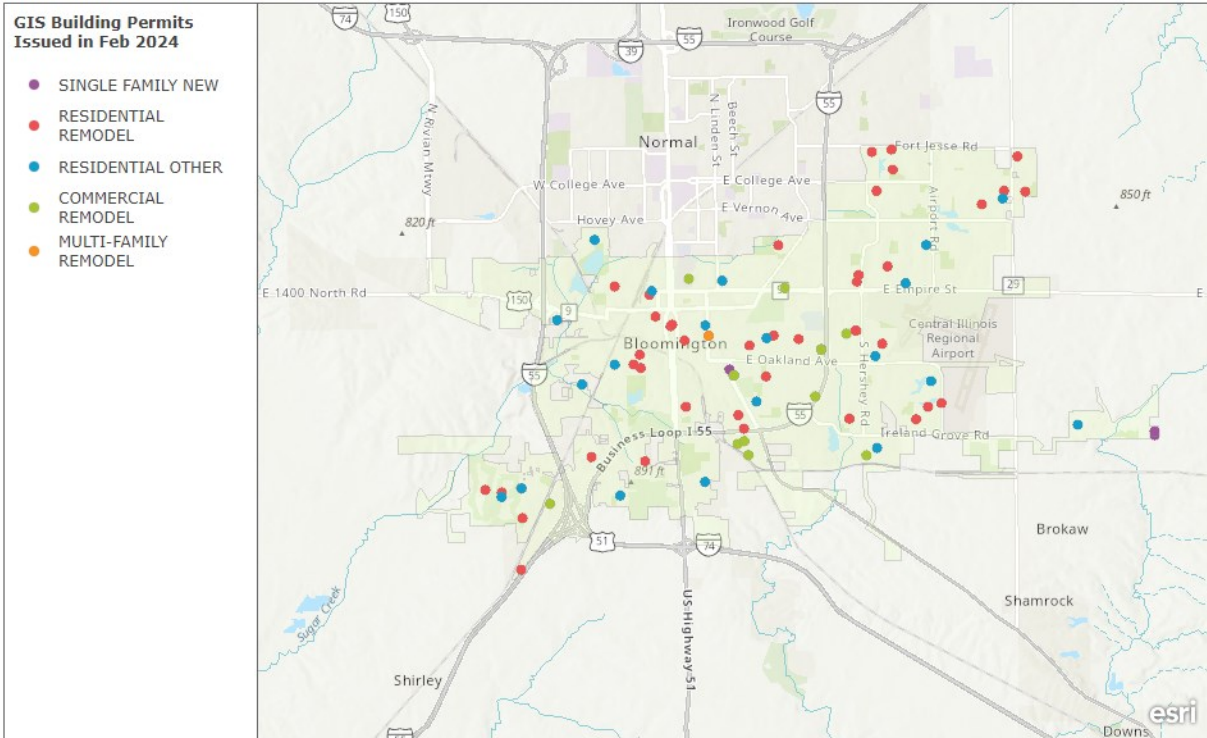 GIS Building Permits
Issued in Feb 2024
SINGLE FAMILY NEW
RESIDENTIAL
REMODEL
RESIDENTIAL OTHER
COMMERCIAL
REMODEL
MULTI-FAMILY
REMODEL
74
150
Ironwood Golf
Course
55
39
55
N Rivian Mtwy
N Linden St
Beech St
Normal
Fort Jesse Rd
W College Ave
E College Ave
Airport Rd
850 ft
820 ft
Hovey Ave
E Vernon Ave
E 1400 North Rd
150
9
9
E Empire St
29
E
Central Illinois
Regional
Airport
Bloomington
E Oakland Ave
S Hershey Rd
55
55
Business Loop I 55
Ireland Grove Rd
891 ft
51
74
Brokaw
Sugar Creek
US Highway 51
Shamrock
Shirley
esri
Downs